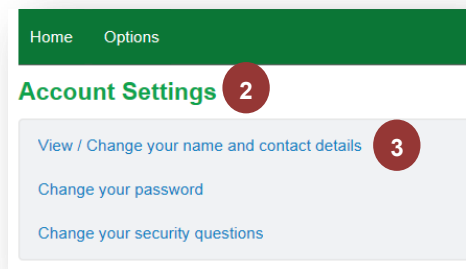 Home Options
Account Settings 2
View / Change your name and contact details 3
Change your password
Change your security questions